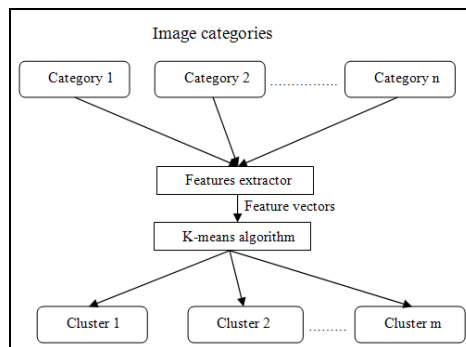 Image categories
Category 1 Category 2 ................ Category n
Features extractor
Feature vectors
K-means algorithm
Cluster 1 Cluster 2 ......... Cluster m